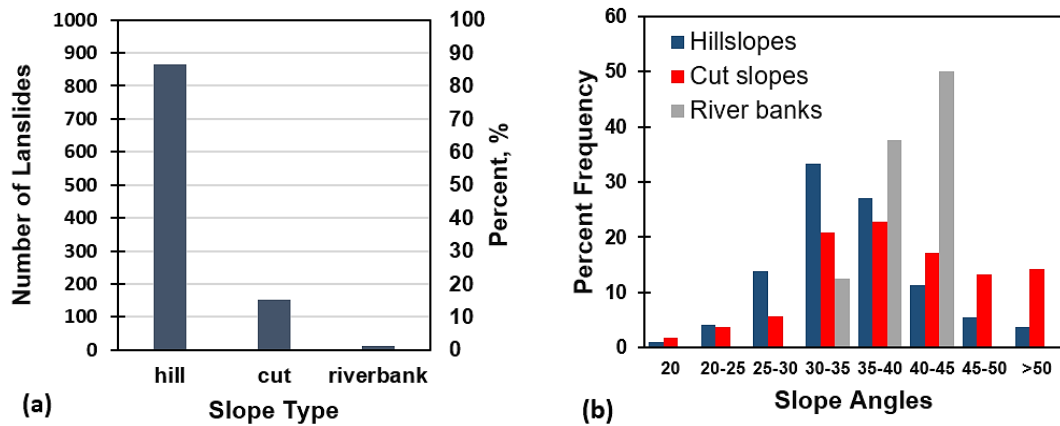 1000
900
800
700
600
500
400
300
200
100
0
Number of Lanslides
100
90
80
70
60
50
40
30
20
10
0
Percent, %
hill cut riverbank
Slope Type
(a)
60
50
40
30
20
10
0
Percent Frequency
Hillslopes
Cut slopes
River banks
20 20-25 25-30 30-35 35-40 40-45 45-50 >50
Slope Angles
(b)